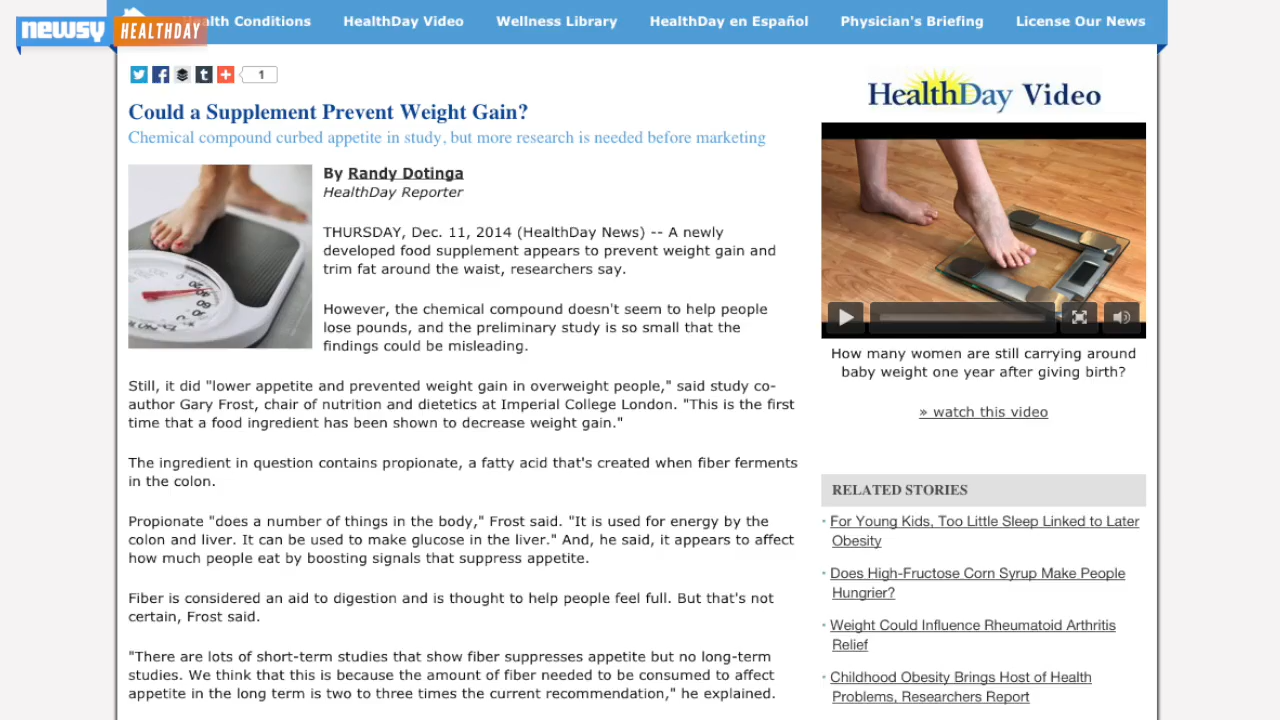 newsy HEALTHDAY
Health Conditions HealthDay Video Wellness Library HealthDay en Español Physician's Briefing License Our News
1
Could a Supplement Prevent Weight Gain?
Chemical compound curbed appetite in study, but more research is needed before marketing
By Randy Dotinga
HealthDay Reporter
THURSDAY, Dec. 11, 2014 (HealthDay News) -- A newly
developed food supplement appears to prevent weight gain and
trim fat around the waist, researchers say.
However, the chemical compound doesn't seem to help people
lose pounds, and the preliminary study is so small that the
findings could be misleading.
Still, it did "lower appetite and prevented weight gain in overweight people," said study co-
author Gary Frost, chair of nutrition and dietetics at Imperial College London. "This is the first
time that a food ingredient has been shown to decrease weight gain."
The ingredient in question contains propionate, a fatty acid that's created when fiber ferments
in the colon.
Propionate "does a number of things in the body," Frost said. "It is used for energy by the
colon and liver. It can be used to make glucose in the liver." And, he said, it appears to affect
how much people eat by boosting signals that suppress appetite.
Fiber is considered an aid to digestion and is thought to help people feel full. But that's not
certain, Frost said.
"There are lots of short-term studies that show fiber suppresses appetite but no long-term
studies. We think that this is because the amount of fiber needed to be consumed to affect
appetite in the long term is two to three times the current recommendation," he explained.
HealthDay Video
How many women are still carrying around
baby weight one year after giving birth?
» watch this video
RELATED STORIES
· For Young Kids, Too Little Sleep Linked to Later
Obesity
· Does High-Fructose Corn Syrup Make People
Hungrier?
· Weight Could Influence Rheumatoid Arthritis
Relief
· Childhood Obesity Brings Host of Health
Problems, Researchers Report